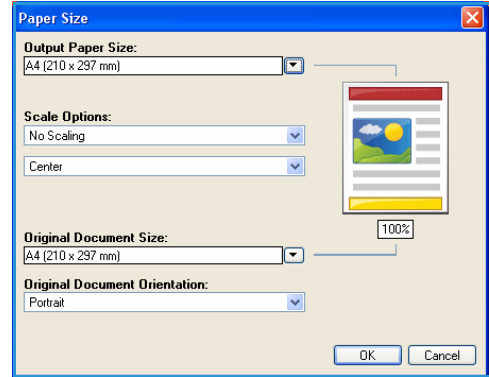 Paper Size
Output Paper Size:
A4 (210 x 297 mm)
Scale Options:
No Scaling
Center
100%
Original Document Size:
A4 (210 x 297 mm)
Original Document Orientation:
Portrait
OK Cancel